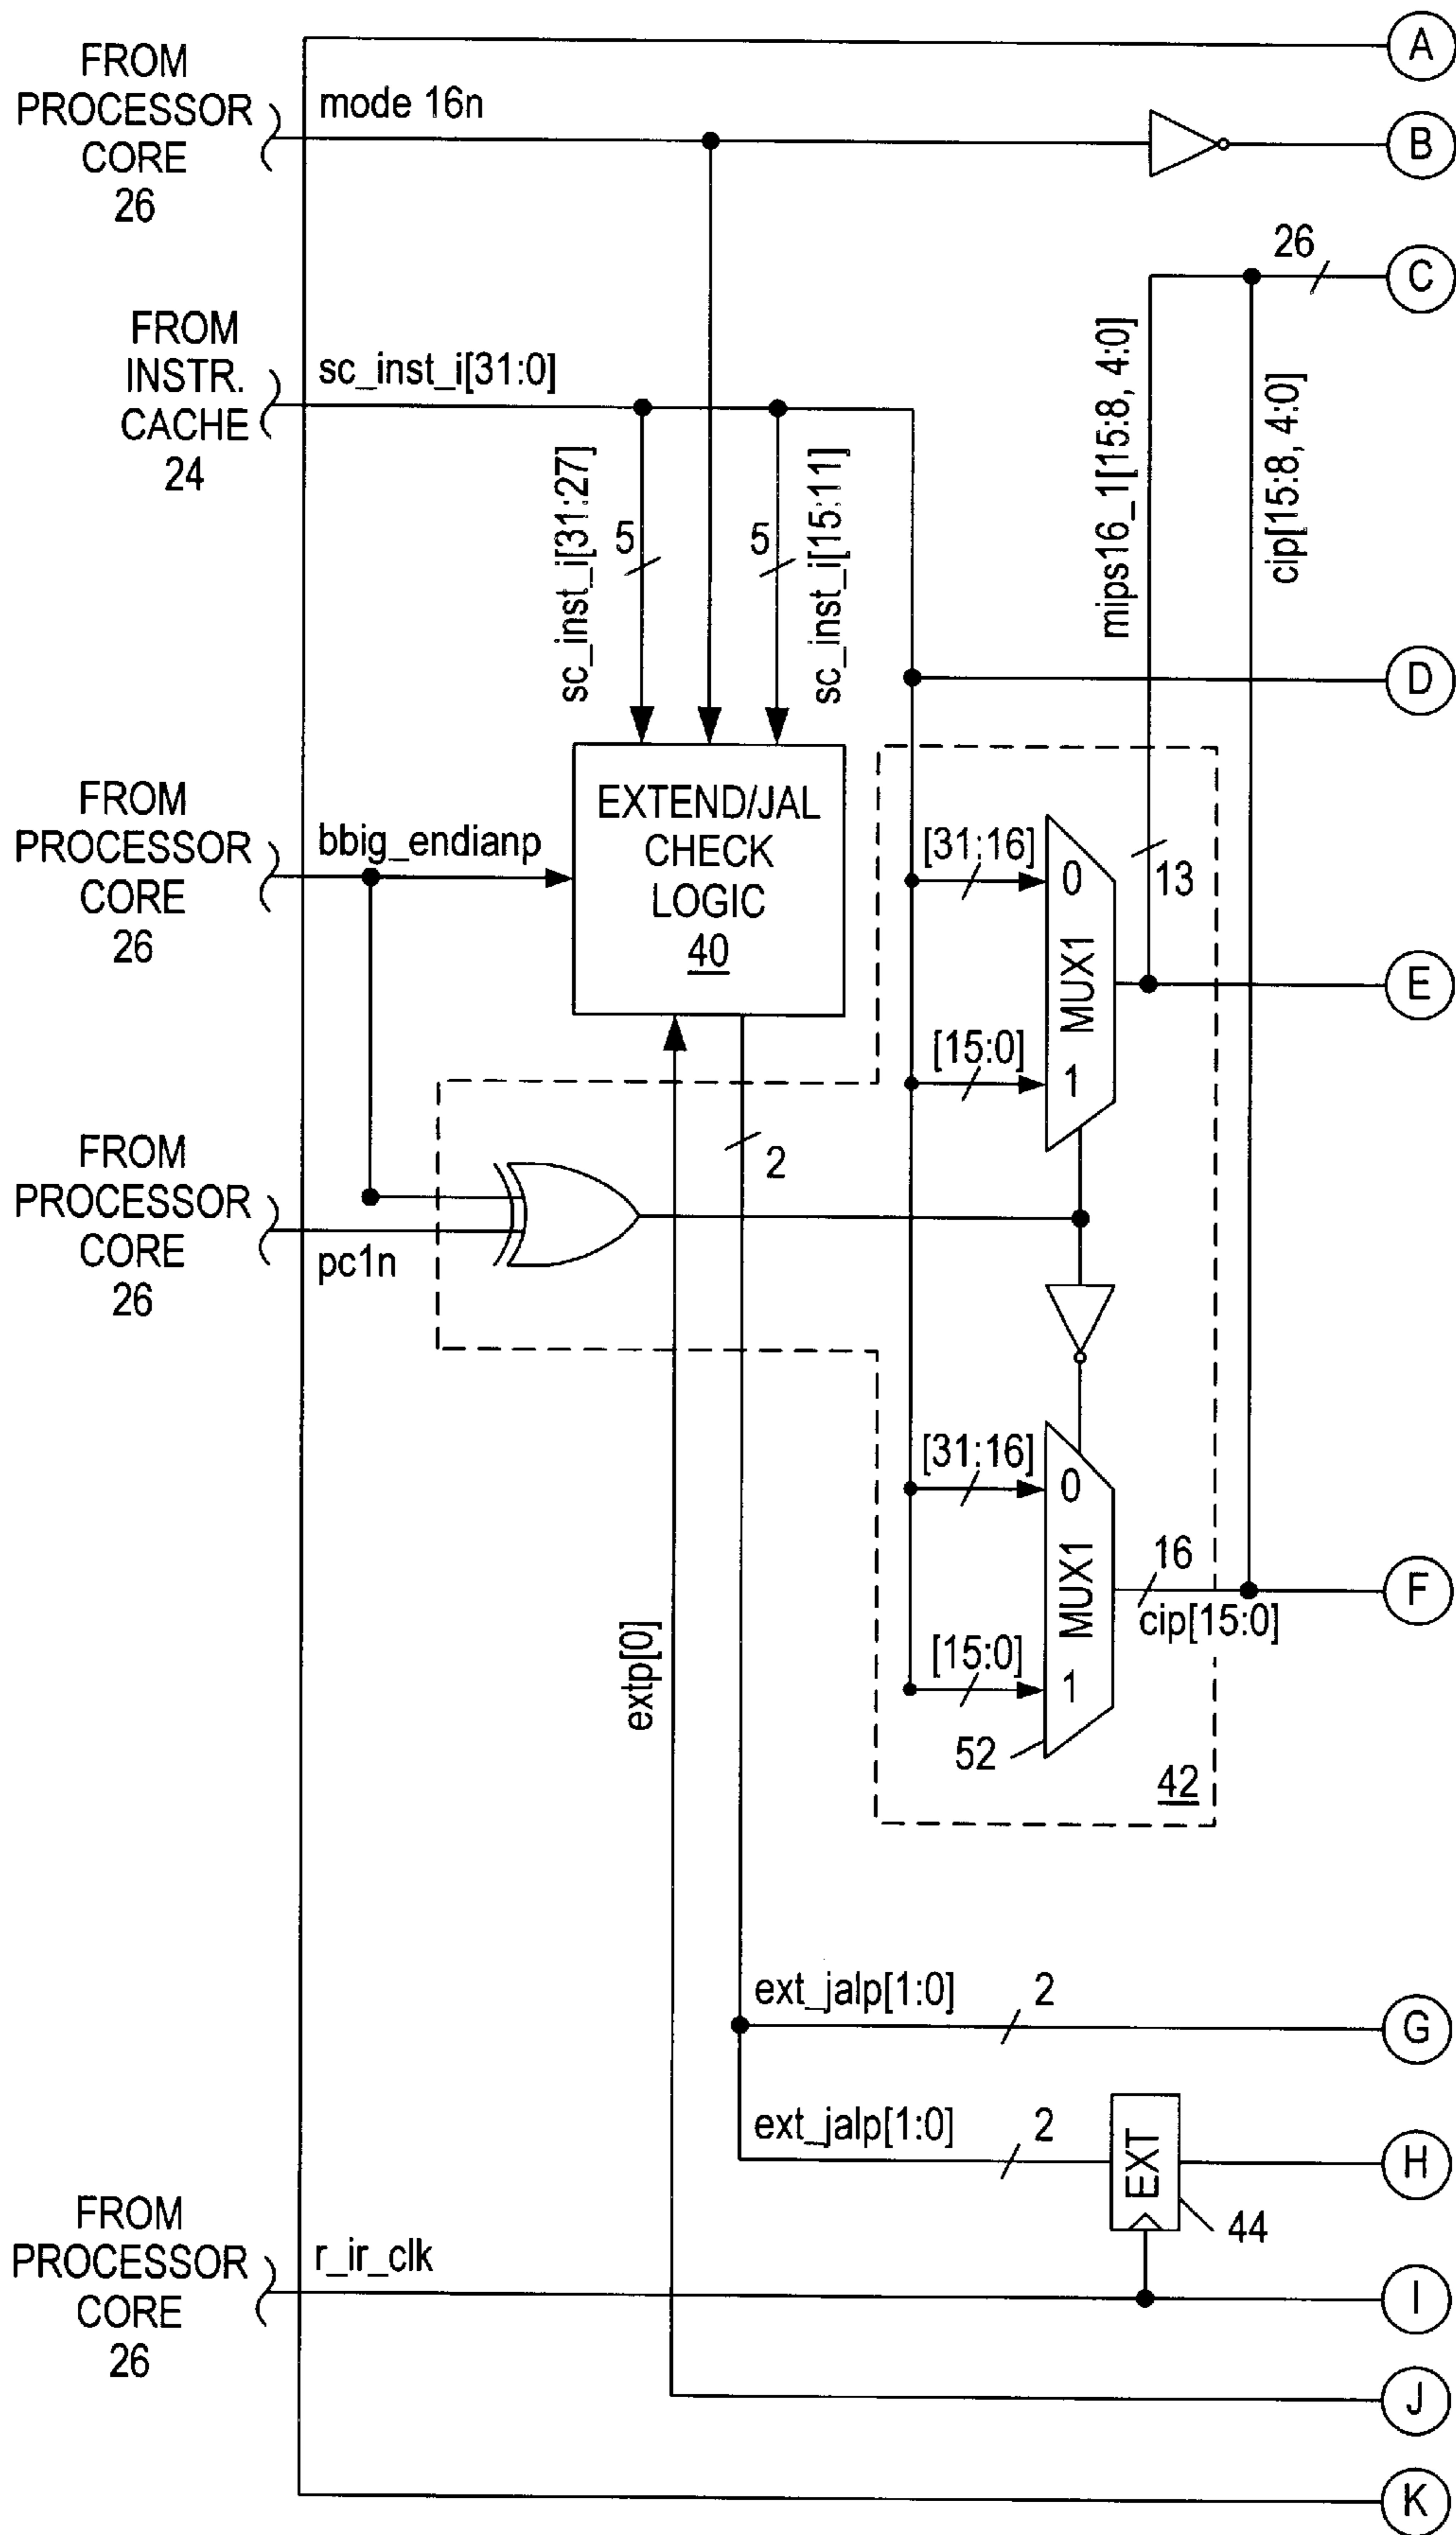 A
FROM
PROCESSOR
CORE
26
mode 16n
B
26
C
FROM
INSTR.
CACHE
24
sc_inst_i[31:0]
sc_inst_i[31:27]
5
5
sc_inst_i[15:11]
mips16_1[15:8, 4:0]
cip[15:8, 4:0]
D
FROM
PROCESSOR
CORE
26
bbig_endianp
EXTEND/JAL
CHECK
LOGIC
40
[31:16]
0
MUX1
[15:0]
1
13
E
2
FROM
PROCESSOR
CORE
26
pc1n
[31:16]
0
MUX1
[15:0]
1
16
cip[15:0]
F
52
42
extp[0]
ext_jalp[1:0]
2
G
ext_jalp[1:0]
2
EXT
44
H
FROM
PROCESSOR
CORE
26
r_ir_clk
I
J
K